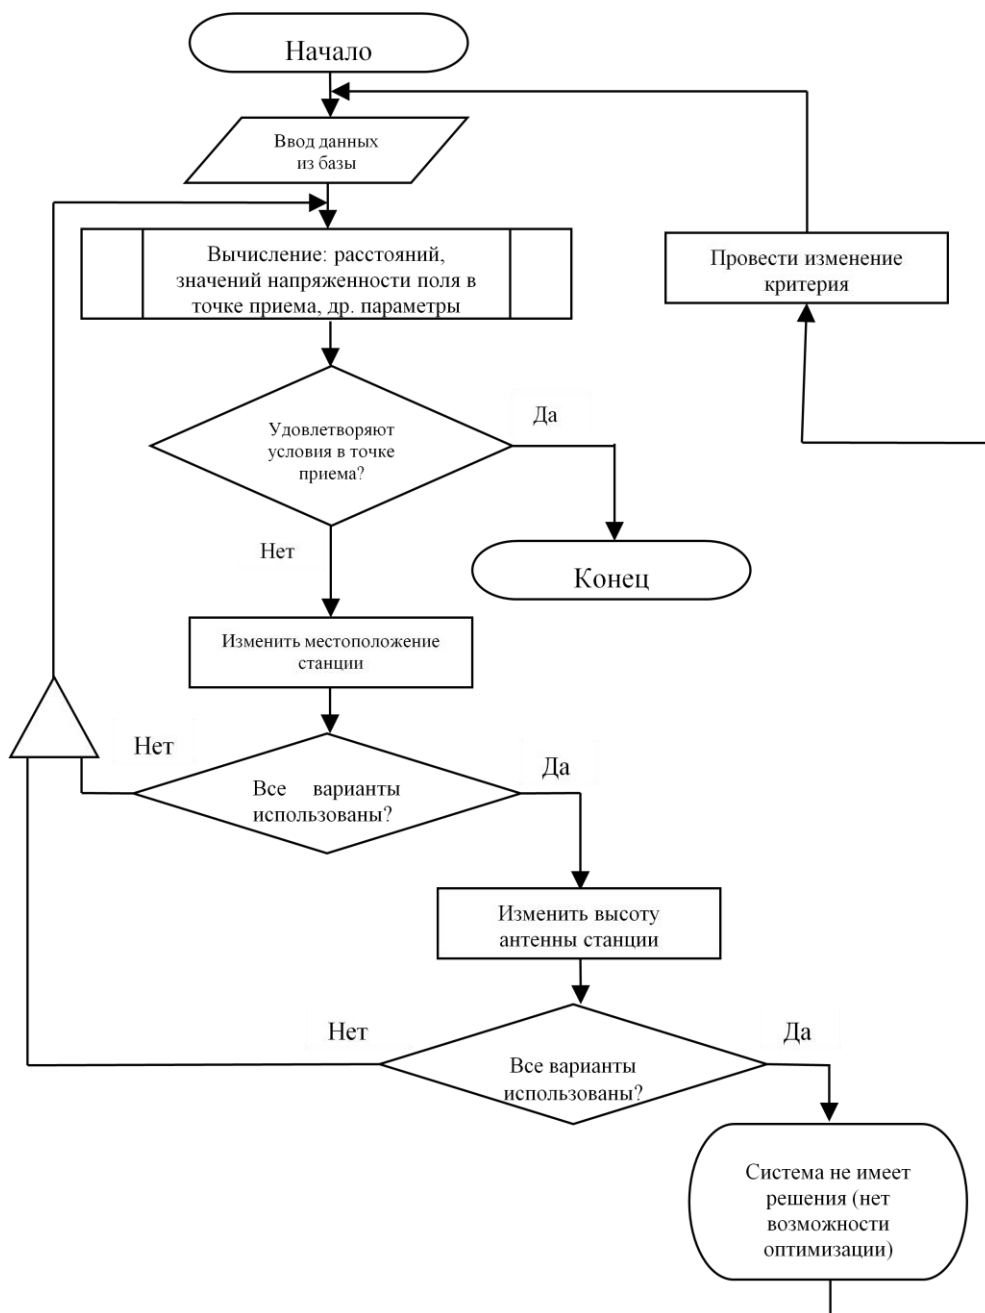 Начало
Ввод данных
из базы
Вычисление: расстояний,
значений напряженности поля в
точке приема, др. параметры
Провести изменение
критерия
Удовлетворяют
условия в точке
приема?
Да
Нет
Конец
Изменить местоположение
станции
Нет
Да
Все варианты
использованы?
Изменить высоту
антенны станции
Нет
Да
Все варианты
использованы?
Система не имеет
решения (нет
возможности
оптимизации)